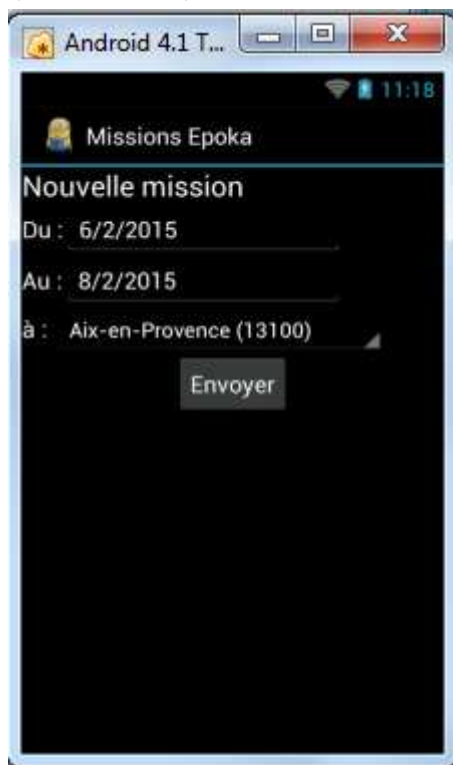 Android 4.1 T...
11:18
Missions Epoka
Nouvelle mission
Du : 6/2/2015
Au : 8/2/2015
à : Aix-en-Provence (13100)
Envoyer